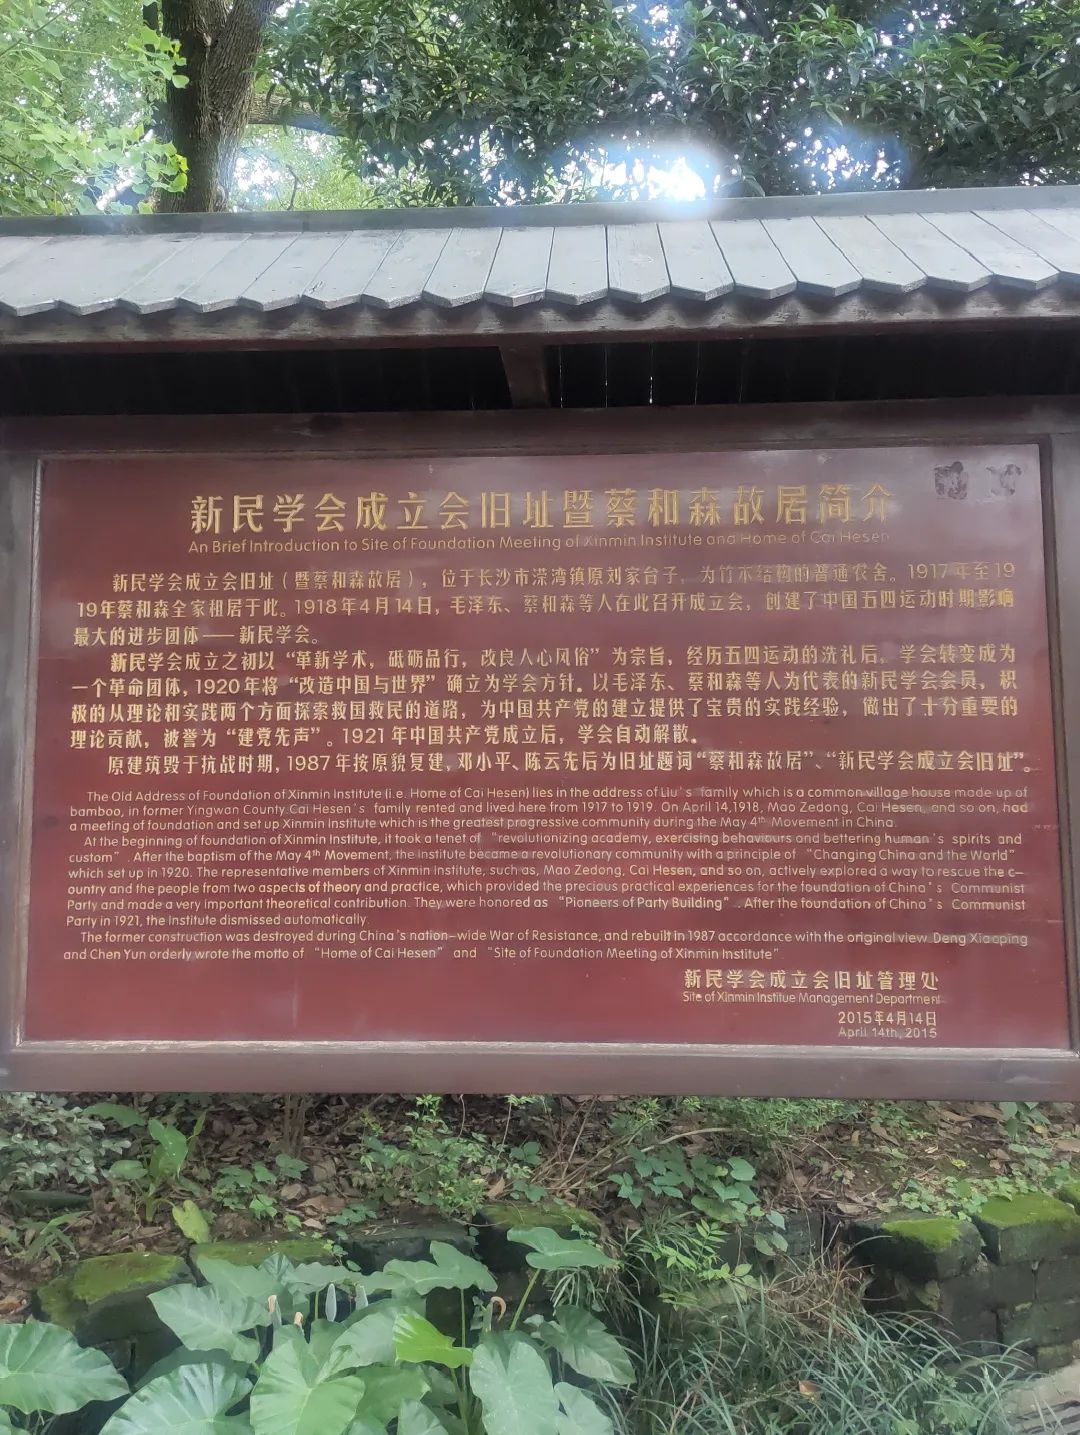 新民学会成立会旧址暨蔡和森故居简介
An Brief Introduction to Site of Foundation Meeting of Xinmin Institute and Home of Cai Hesen
新民学会成立会旧址（暨蔡和森故居），位于长沙市溁湾镇原刘家台子，为竹木结构的普通农舍。1917年至19
19年蔡和森全家租居于此。1918年4月14日，毛泽东、蔡和森等人在此召开成立会，创建了中国五四运动时期影响
最大的进步团体——新民学会。
新民学会成立之初以“革新学术，砥砺品行，改良人心风俗”为宗旨，经历五四运动的洗礼后，学会转变成为
一个革命团体，1920年将“改造中国与世界”确立为学会方针。以毛泽东、蔡和森等人为代表的新民学会会员，积
极的从理论和实践两个方面探索救国救民的道路，为中国共产党的建立提供了宝贵的实践经验，做出了十分重要的
理论贡献，被誉为“建党先声”。1921年中国共产党成立后，学会自动解散。
原建筑毁于抗战时期，1987年按原貌复建，邓小平、陈云先后为旧址题词“蔡和森故居”、“新民学会成立会旧址”。
The Old Address of Foundation of Xinmin Institute (i.e. Home of Cai Hesen) lies in the address of Liu's family which is a common village house made up of
bamboo, in former Yingwan County. Cai Hesen's family rented and lived here from 1917 to 1919. On April 14,1918, Mao Zedong, Cai Hesen, and so on, had
a meeting of foundation and set up Xinmin Institute which is the greatest progressive community during the May 4th Movement in China.
At the beginning of foundation of Xinmin Institute, it took a tenet of “revolutionizing academy, exercising behaviours and bettering human's spirits and
custom”. After the baptism of the May 4th Movement, the institute became a revolutionary community with a principle of “Changing China and the World”
which set up in 1920. The representative members of Xinmin Institute, such as, Mao Zedong, Cai Hesen, and so on, actively explored a way to rescue the c-
ountry and the people from two aspects of theory and practice, which provided the precious practical experiences for the foundation of China's Communist
Party and made a very important theoretical contribution. They were honored as “Pioneers of Party Building”. After the foundation of China's Communist
Party in 1921, the Institute dismissed automatically.
The former construction was destroyed during China's nation-wide War of Resistance, and rebuilt in 1987 accordance with the original view. Deng Xiaoping
and Chen Yun orderly wrote the motto of “Home of Cai Hesen” and “Site of Foundation Meeting of Xinmin Institute”
新民学会成立会旧址管理处
Site of Xinmin Institue Management Department
2015年4月14日
April 14th, 2015